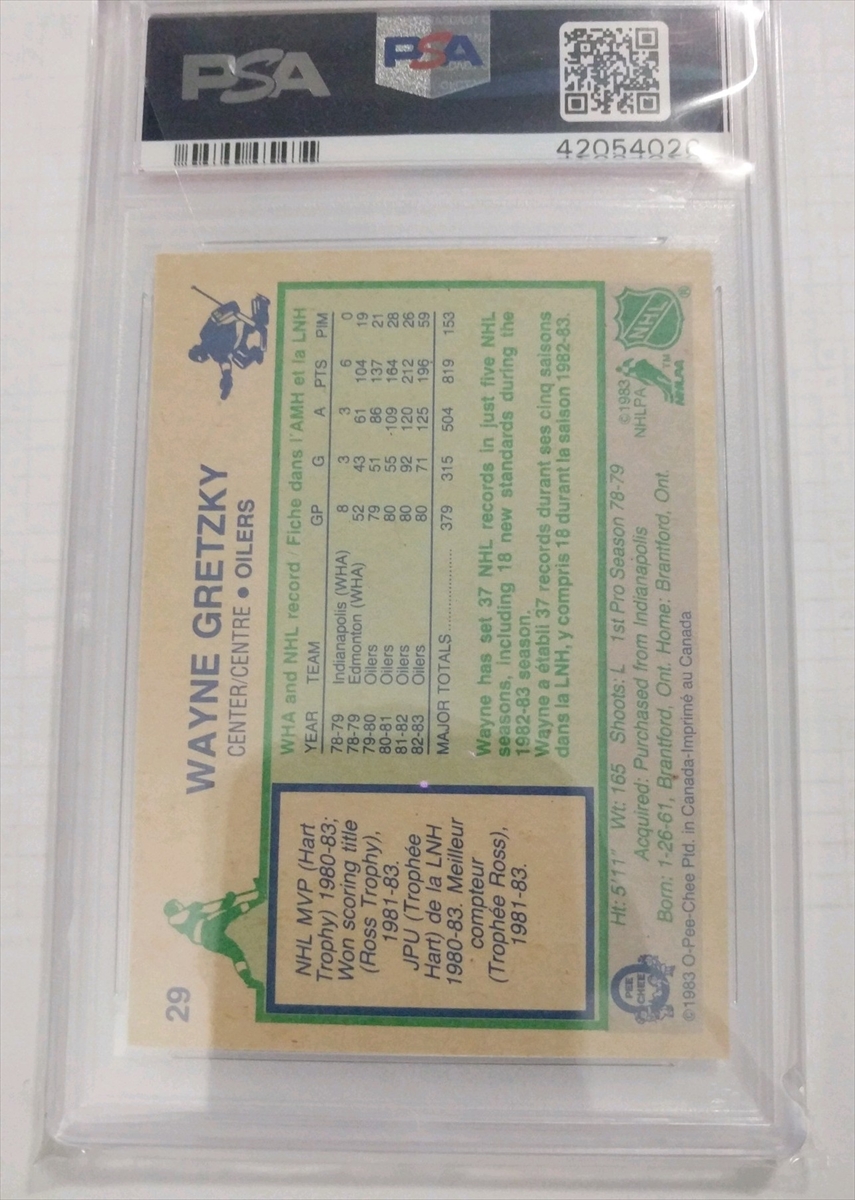 PSA
PSA
42054020
29
WAYNE GRETZKY
CENTER/CENTRE • OILERS
NHL MVP (Hart
Trophy) 1980-83;
Won scoring title
(Ross Trophy),
1981-83.
JPU (Trophée
Hart) de la LNH
1980-83. Meilleur
compteur
(Trophée Ross),
1981-83.
WHA and NHL record / Fiche dans l'AMH et la LNH
YEAR TEAM GP G A PTS PIM
78-79 Indianapolis (WHA) 8 3 3 6 0
78-79 Edmonton (WHA) 52 43 61 104 19
79-80 Oilers 79 51 86 137 21
80-81 Oilers 80 55 109 164 28
81-82 Oilers 80 92 120 212 26
82-83 Oilers 80 71 125 196 59
MAJOR TOTALS.................... 379 315 504 819 153
Wayne has set 37 NHL records in just five NHL
seasons, including 18 new standards during the
1982-83 season.
Wayne a établi 37 records durant ses cinq saisons
dans la LNH, y compris 18 durant la saison 1982-83.
Ht: 5'11" Wt: 165 Shoots: L 1st Pro Season 78-79
Acquired: Purchased from Indianapolis
Born: 1-26-61, Brantford, Ont. Home: Brantford, Ont.
©1983 O-Pee-Chee Ptd. in Canada-Imprimé au Canada
O
PEE
CHEE
©1983
NHLPA
NHL
®
TM
NHLPA